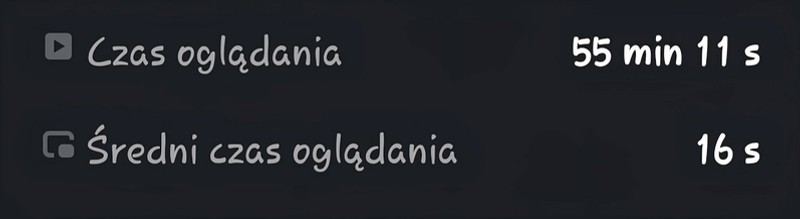 Czas oglądania 55 min 11 s
Średni czas oglądania 16 s